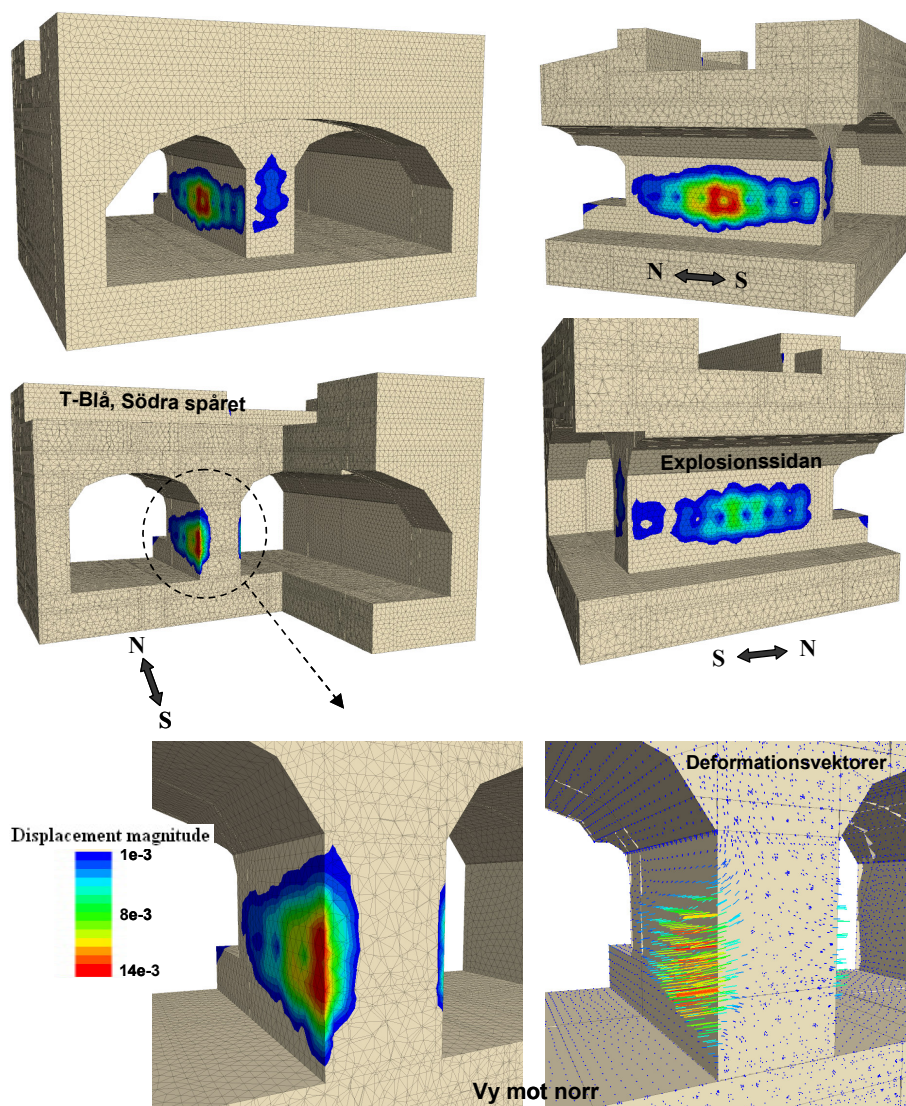 N S
T-Blå, Södra spåret
Explosionssidan
N
S
S N
Deformationsvektorer
Displacement magnitude
1e-3
8e-3
14e-3
Vy mot norr